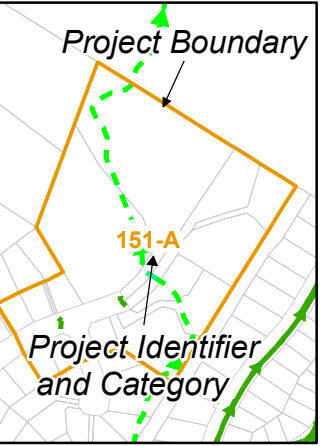 Project Boundary
151-A
Project Identifier
and Category